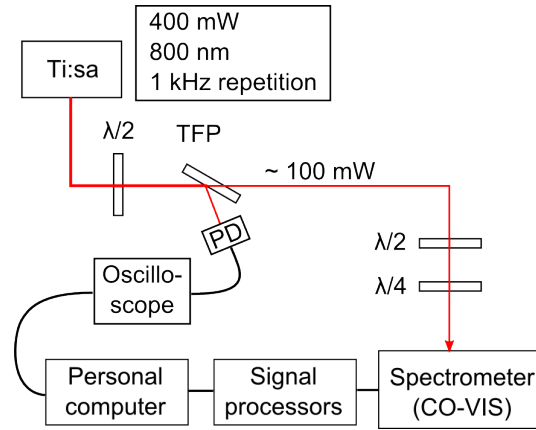 Ti:sa
400 mW
800 nm
1 kHz repetition
λ/2
TFP
~ 100 mW
PD
λ/2
λ/4
Oscillo-
scope
Personal
computer
Signal
processors
Spectrometer
(CO-VIS)